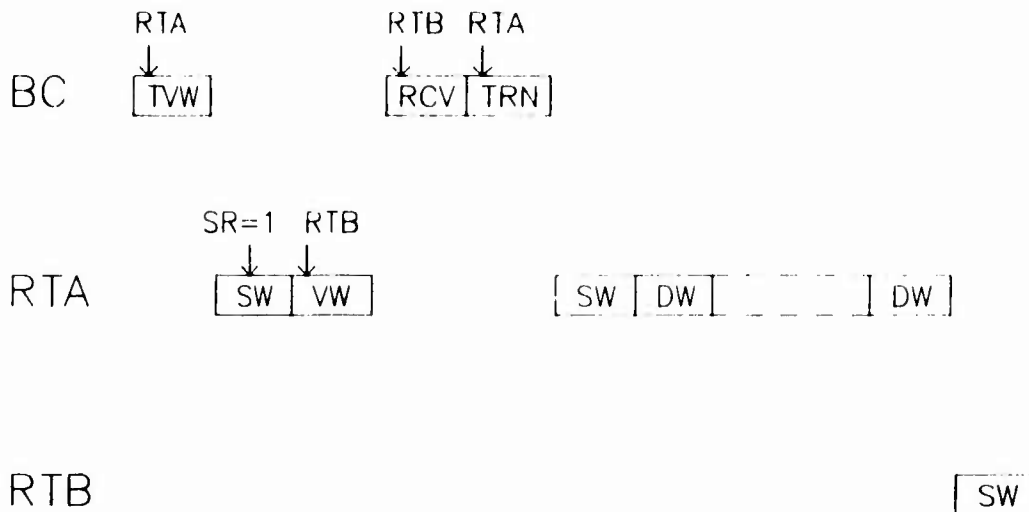 RTA RTB RTA
BC TVW RCV TRN
SR=1 RTB
RTA SW VW SW DW DW
RTB SW